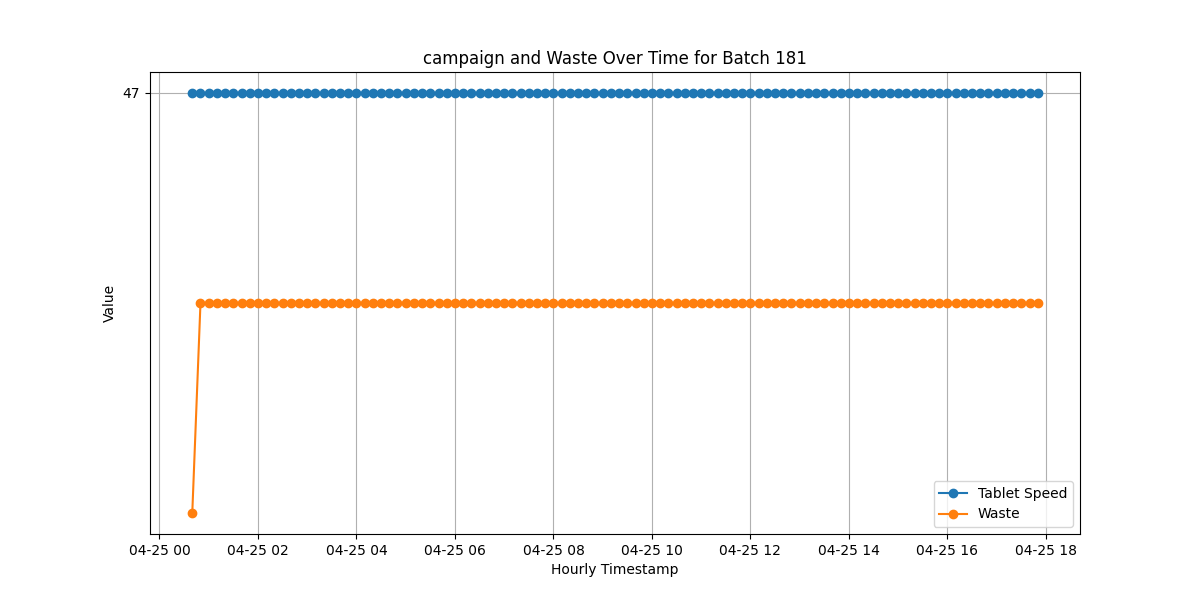 campaign and Waste Over Time for Batch 181
47
Value
Tablet Speed
Waste
04-25 00 04-25 02 04-25 04 04-25 06 04-25 08 04-25 10 04-25 12 04-25 14 04-25 16 04-25 18
Hourly Timestamp